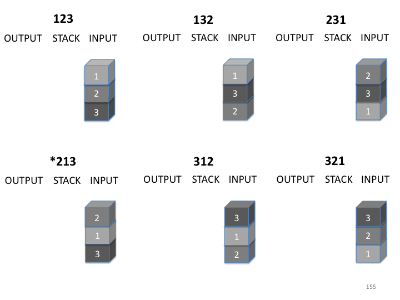 123 132 231
OUTPUT STACK INPUT OUTPUT STACK INPUT OUTPUT STACK INPUT
1 1 2
2 3 3
3 2 1
*213 312 321
OUTPUT STACK INPUT OUTPUT STACK INPUT OUTPUT STACK INPUT
2 3 3
1 1 2
3 2 1
155